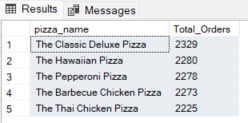 Results Messages
pizza_name Total_Orders
1 The Classic Deluxe Pizza 2329
2 The Hawaiian Pizza 2280
3 The Pepperoni Pizza 2278
4 The Barbecue Chicken Pizza 2273
5 The Thai Chicken Pizza 2225